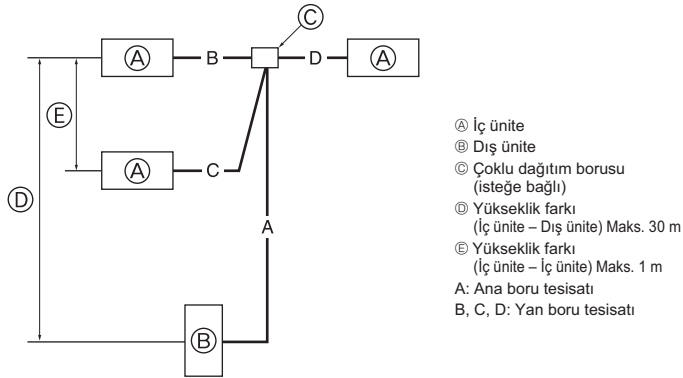 Ⓒ
Ⓐ B D Ⓐ
Ⓔ
Ⓐ C
Ⓓ
A
Ⓑ
Ⓐ İç ünite
Ⓑ Dış ünite
Ⓒ Çoklu dağıtım borusu
(isteğe bağlı)
Ⓓ Yükseklik farkı
(İç ünite – Dış ünite) Maks. 30 m
Ⓔ Yükseklik farkı
(İç ünite – İç ünite) Maks. 1 m
A: Ana boru tesisatı
B, C, D: Yan boru tesisatı